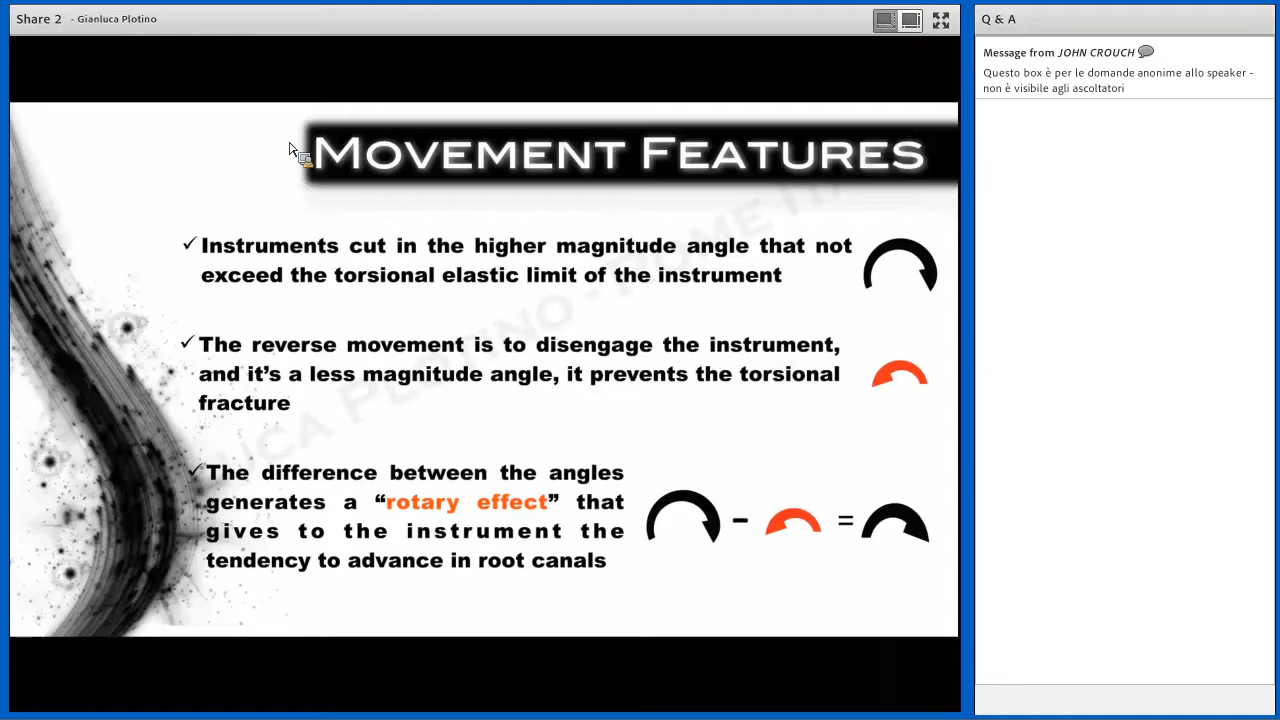 Share 2 - Gianluca Plotino
MOVEMENT FEATURES
✓ Instruments cut in the higher magnitude angle that not
exceed the torsional elastic limit of the instrument
✓ The reverse movement is to disengage the instrument,
and it's a less magnitude angle, it prevents the torsional
fracture
✓ The difference between the angles
generates a “rotary effect” that
gives to the instrument the
tendency to advance in root canals
- =
UCA PLOTINO - ROME
Q & A
Message from JOHN CROUCH
Questo box è per le domande anonime allo speaker -
non è visibile agli ascoltatori